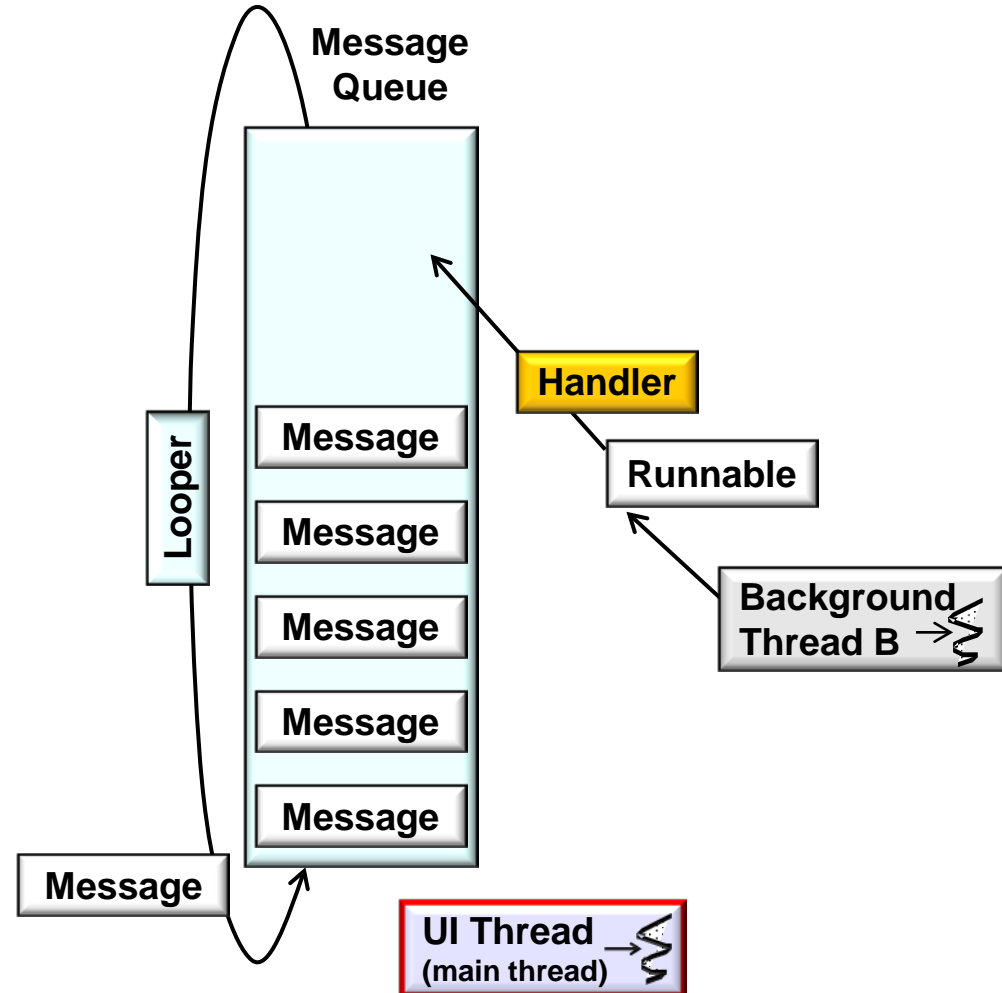 Message
Queue
Handler
Message
Runnable
Looper
Message
Background
Thread B
Message
Message
Message
Message
UI Thread
(main thread)